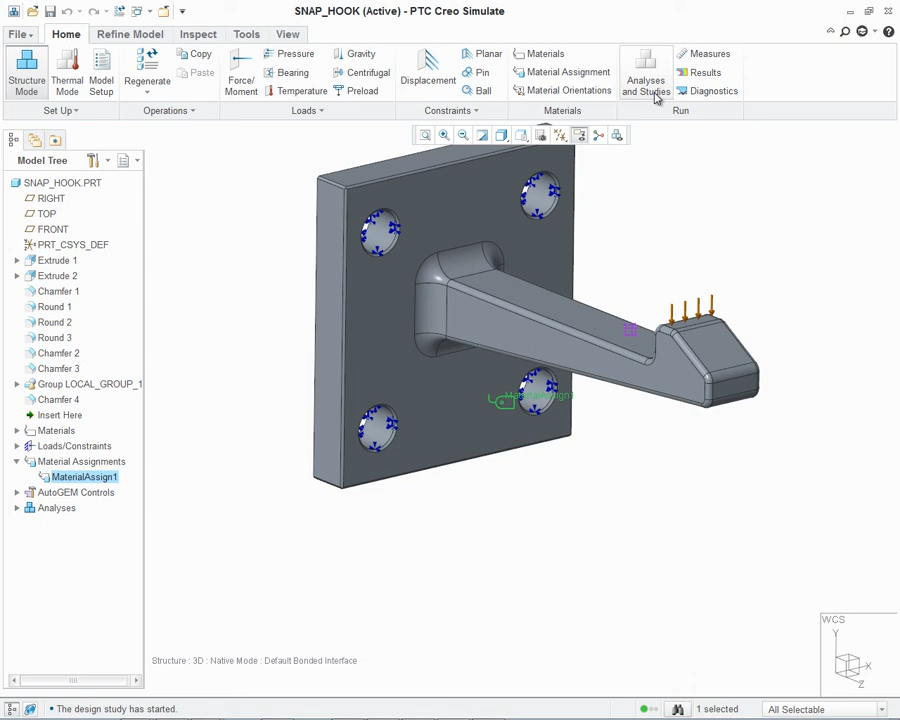 SNAP_HOOK (Active) - PTC Creo Simulate
File
Home
Refine Model
Inspect
Tools
View
Structure Mode
Thermal Mode
Model Setup
Set Up
Regenerate
Copy
Paste
Operations
Force/ Moment
Pressure
Bearing
Temperature
Gravity
Centrifugal
Preload
Loads
Displacement
Planar
Pin
Ball
Constraints
Materials
Material Assignment
Material Orientations
Materials
Analyses and Studies
Measures
Results
Diagnostics
Run
Model Tree
SNAP_HOOK.PRT
RIGHT
TOP
FRONT
PRT_CSYS_DEF
Extrude 1
Extrude 2
Chamfer 1
Round 1
Round 2
Round 3
Chamfer 2
Chamfer 3
Group LOCAL_GROUP_1
Chamfer 4
Insert Here
Materials
Loads/Constraints
Material Assignments
MaterialAssign1
AutoGEM Controls
Analyses
MaterialAssign1
Structure : 3D : Native Mode : Default Bonded Interface
WCS
Y
X
Z
• The design study has started.
1 selected
All Selectable